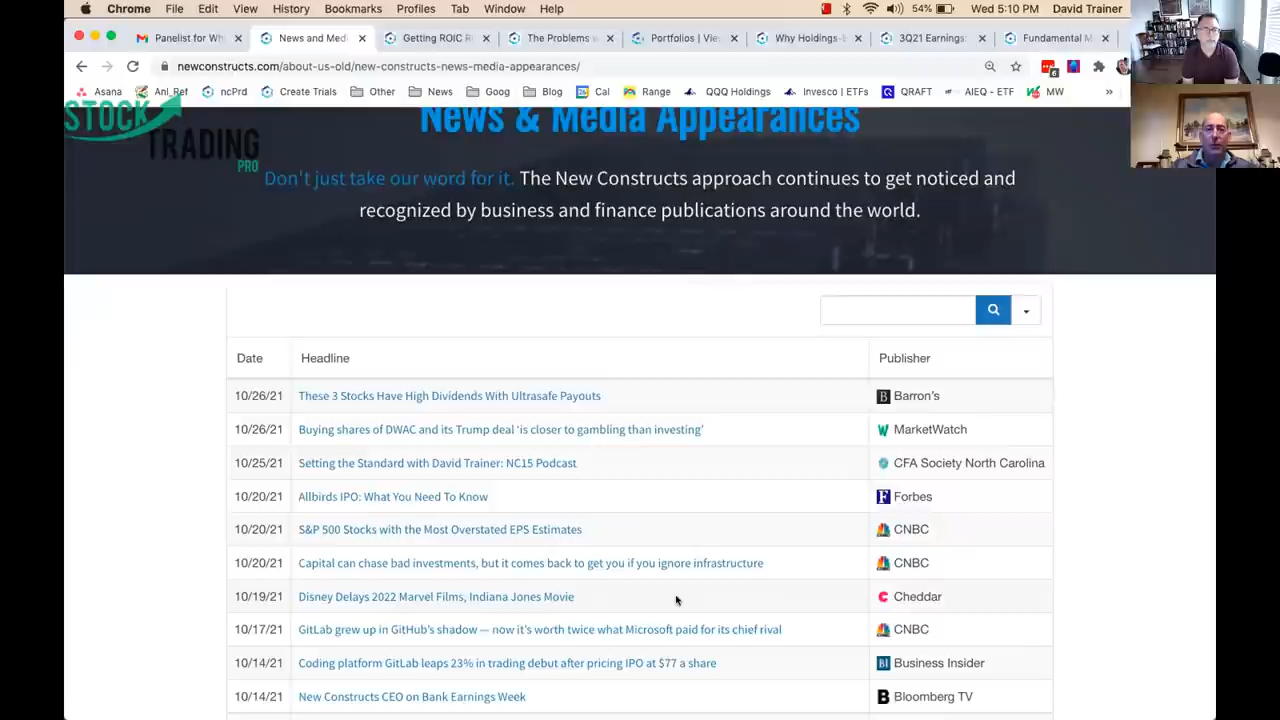 Chrome File Edit View History Bookmarks Profiles Tab Window Help 54% Wed 5:10 PM David Trainer
Panelist for Wh News and Medi Getting ROIC R The Problems w Portfolios | Vie Why Holdings- 3Q21 Earnings: Fundamental M
newconstructs.com/about-us-old/new-constructs-news-media-appearances/ 6
Asana Anl_Ref ncPrd Create Trials Other News Goog Blog Cal Range QQQ Holdings Invesco | ETFs QRAFT AIEQ - ETF MW »
STOCK
TRADING
PRO
News & Media Appearances
Don't just take our word for it. The New Constructs approach continues to get noticed and
recognized by business and finance publications around the world.
Date Headline Publisher
10/26/21 These 3 Stocks Have High Dividends With Ultrasafe Payouts Barron's
10/26/21 Buying shares of DWAC and its Trump deal ‘is closer to gambling than investing’ MarketWatch
10/25/21 Setting the Standard with David Trainer: NC15 Podcast CFA Society North Carolina
10/20/21 Allbirds IPO: What You Need To Know Forbes
10/20/21 S&P 500 Stocks with the Most Overstated EPS Estimates CNBC
10/20/21 Capital can chase bad investments, but it comes back to get you if you ignore infrastructure CNBC
10/19/21 Disney Delays 2022 Marvel Films, Indiana Jones Movie Cheddar
10/17/21 GitLab grew up in GitHub’s shadow — now it’s worth twice what Microsoft paid for its chief rival CNBC
10/14/21 Coding platform GitLab leaps 23% in trading debut after pricing IPO at $77 a share Business Insider
10/14/21 New Constructs CEO on Bank Earnings Week Bloomberg TV